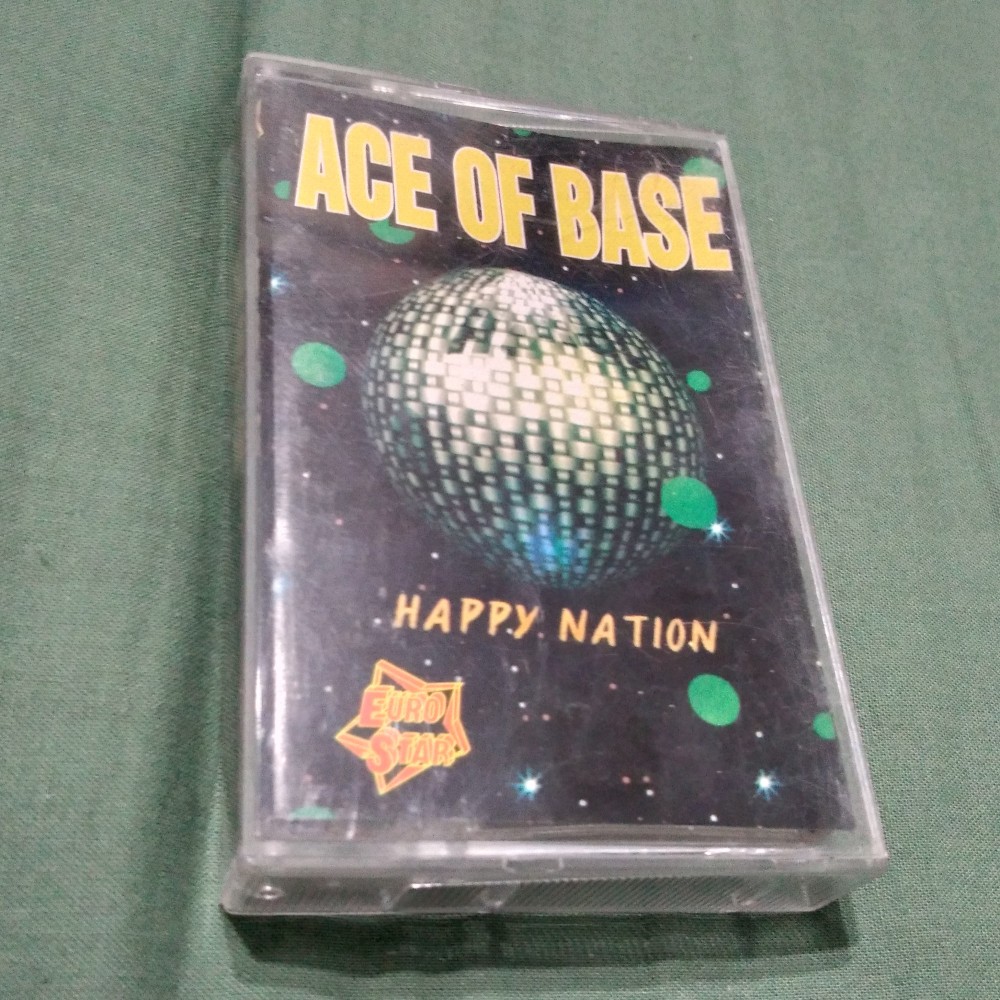 ACE OF BASE
HAPPY NATION
EURO
STAR